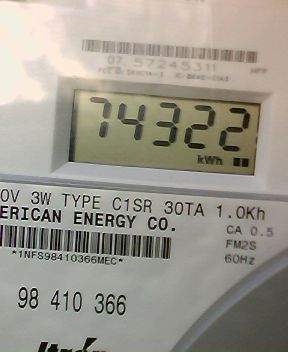 07 57245311
74322
kWh
0V 3W TYPE C1SR 30TA 1.0Kh
ERICAN ENERGY CO.
CA 0.5
FM2S
*1NFS98410366MEC*
60Hz
98 410 366
Itron